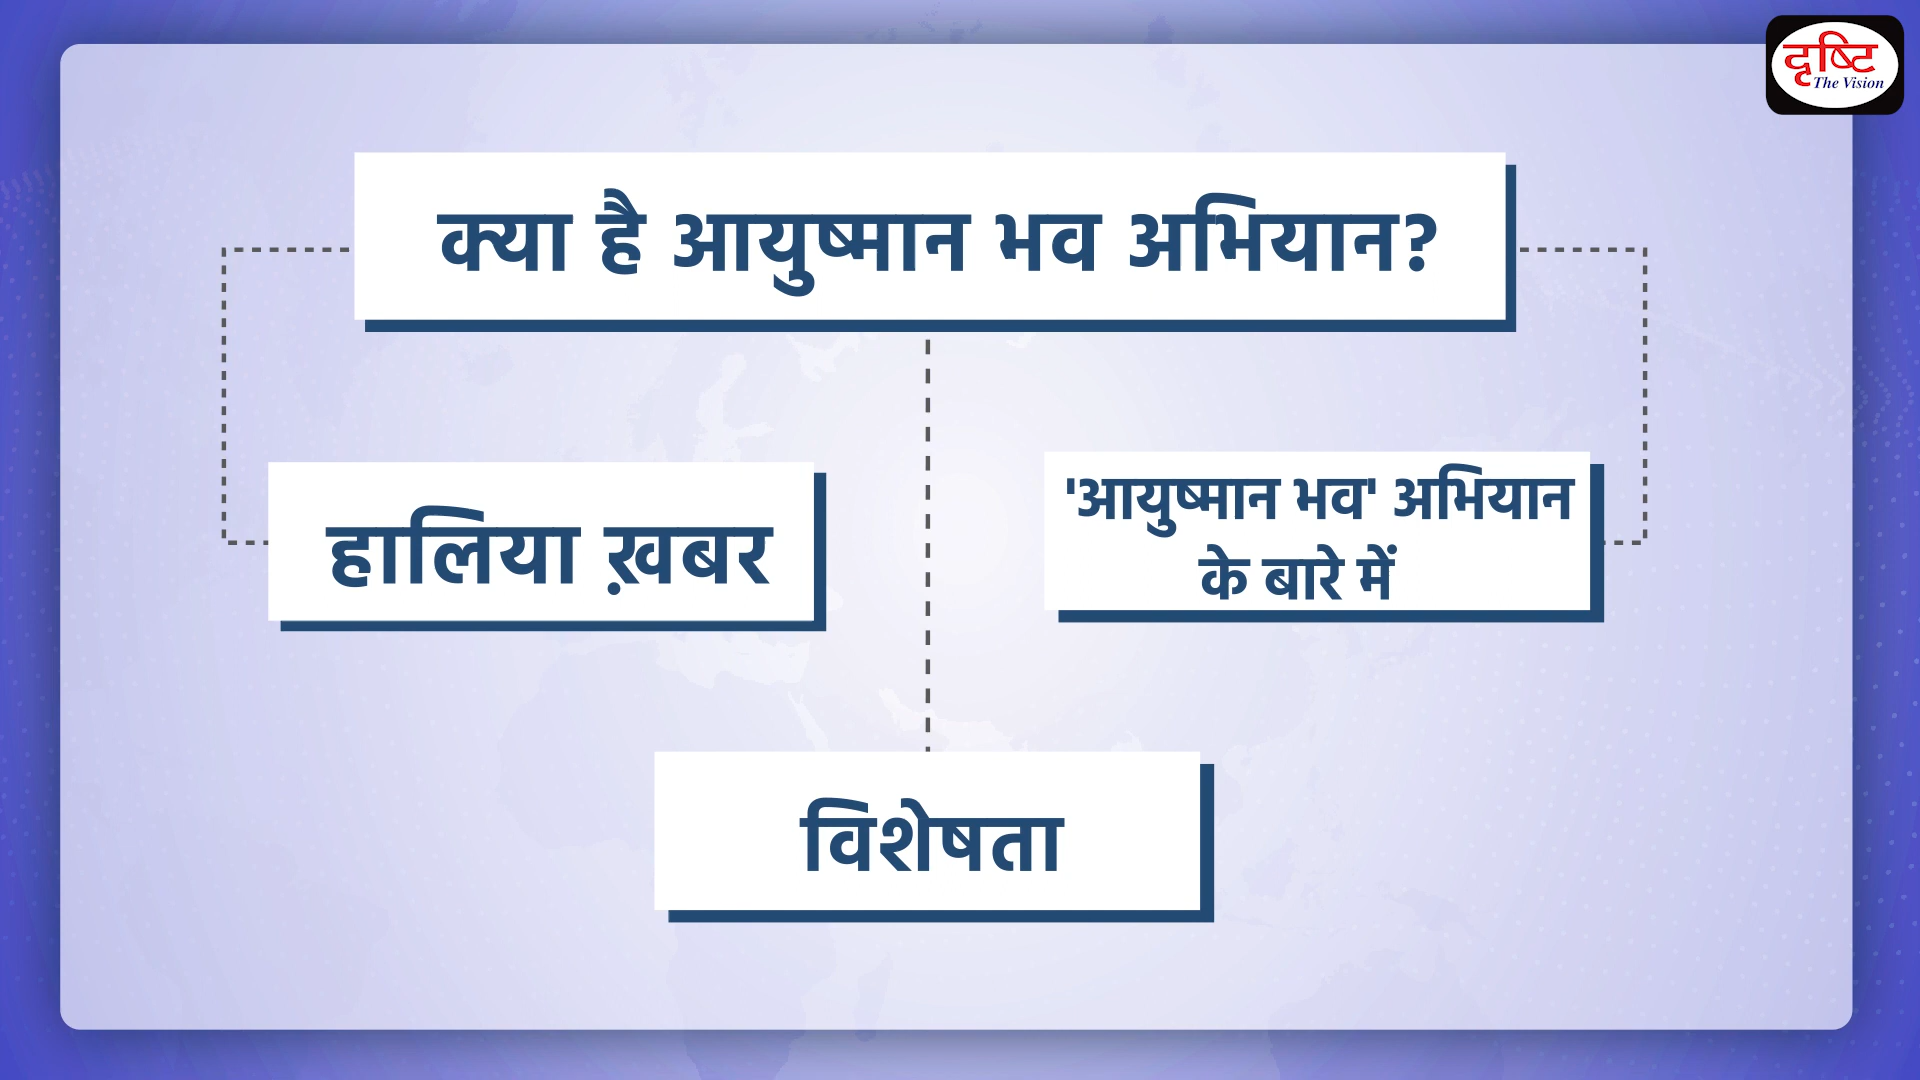 दृष्टि
The Vision
क्या है आयुष्मान भव अभियान?
हालिया ख़बर
'आयुष्मान भव' अभियान
के बारे में
विशेषता